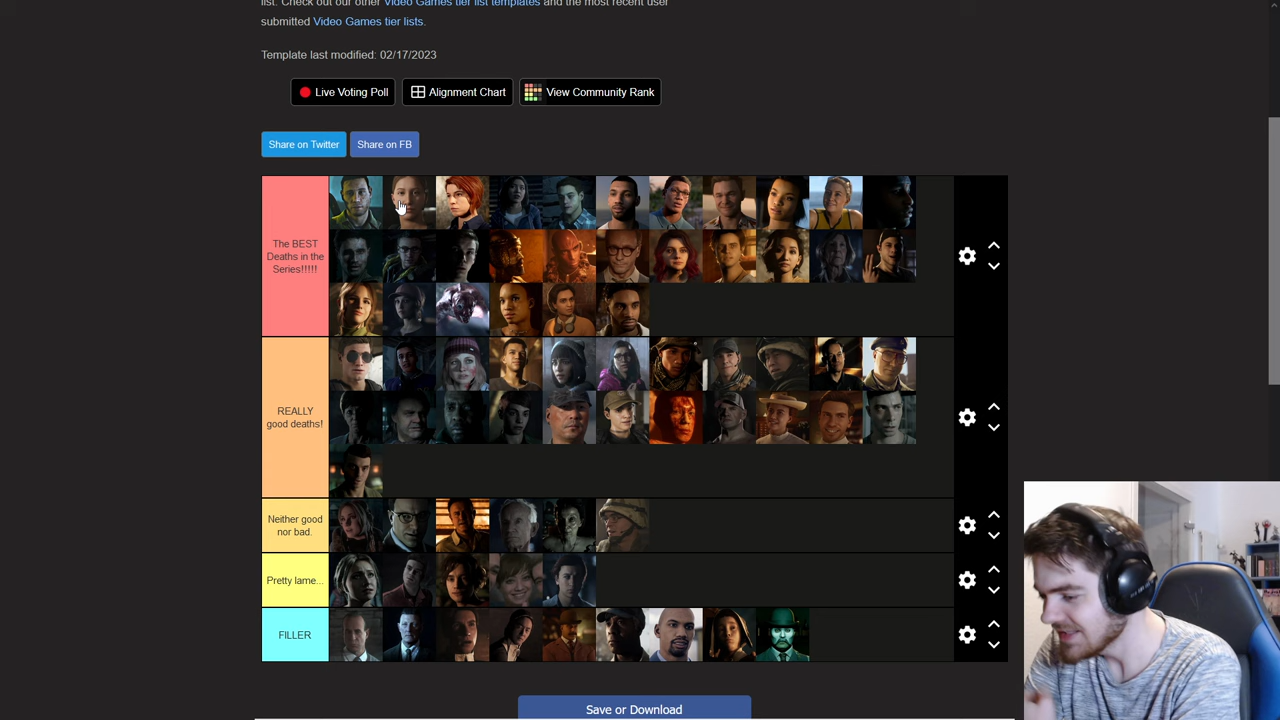 list. Check out our other Video Games tier list templates and the most recent user
submitted Video Games tier lists.
Template last modified: 02/17/2023
Live Voting Poll
Alignment Chart
View Community Rank
Share on Twitter
Share on FB
The BEST
Deaths in the
Series!!!!!
REALLY
good deaths!
Neither good
nor bad.
Pretty lame...
FILLER
Save or Download